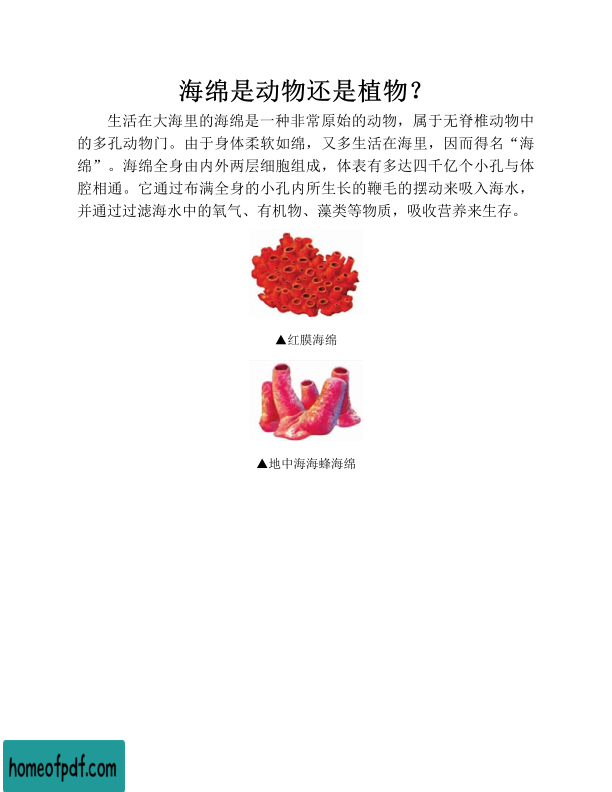 海绵是动物还是植物？
生活在大海里的海绵是一种非常原始的动物，属于无脊椎动物中
的多孔动物门。由于身体柔软如绵，又多生活在海里，因而得名“海
绵”。海绵全身由内外两层细胞组成，体表有多达四千亿个小孔与体
腔相通。它通过布满全身的小孔内所生长的鞭毛的摆动来吸入海水，
并通过过滤海水中的氧气、有机物、藻类等物质，吸收营养来生存。
▲红膜海绵
▲地中海海蜂海绵
homeofpdf.com